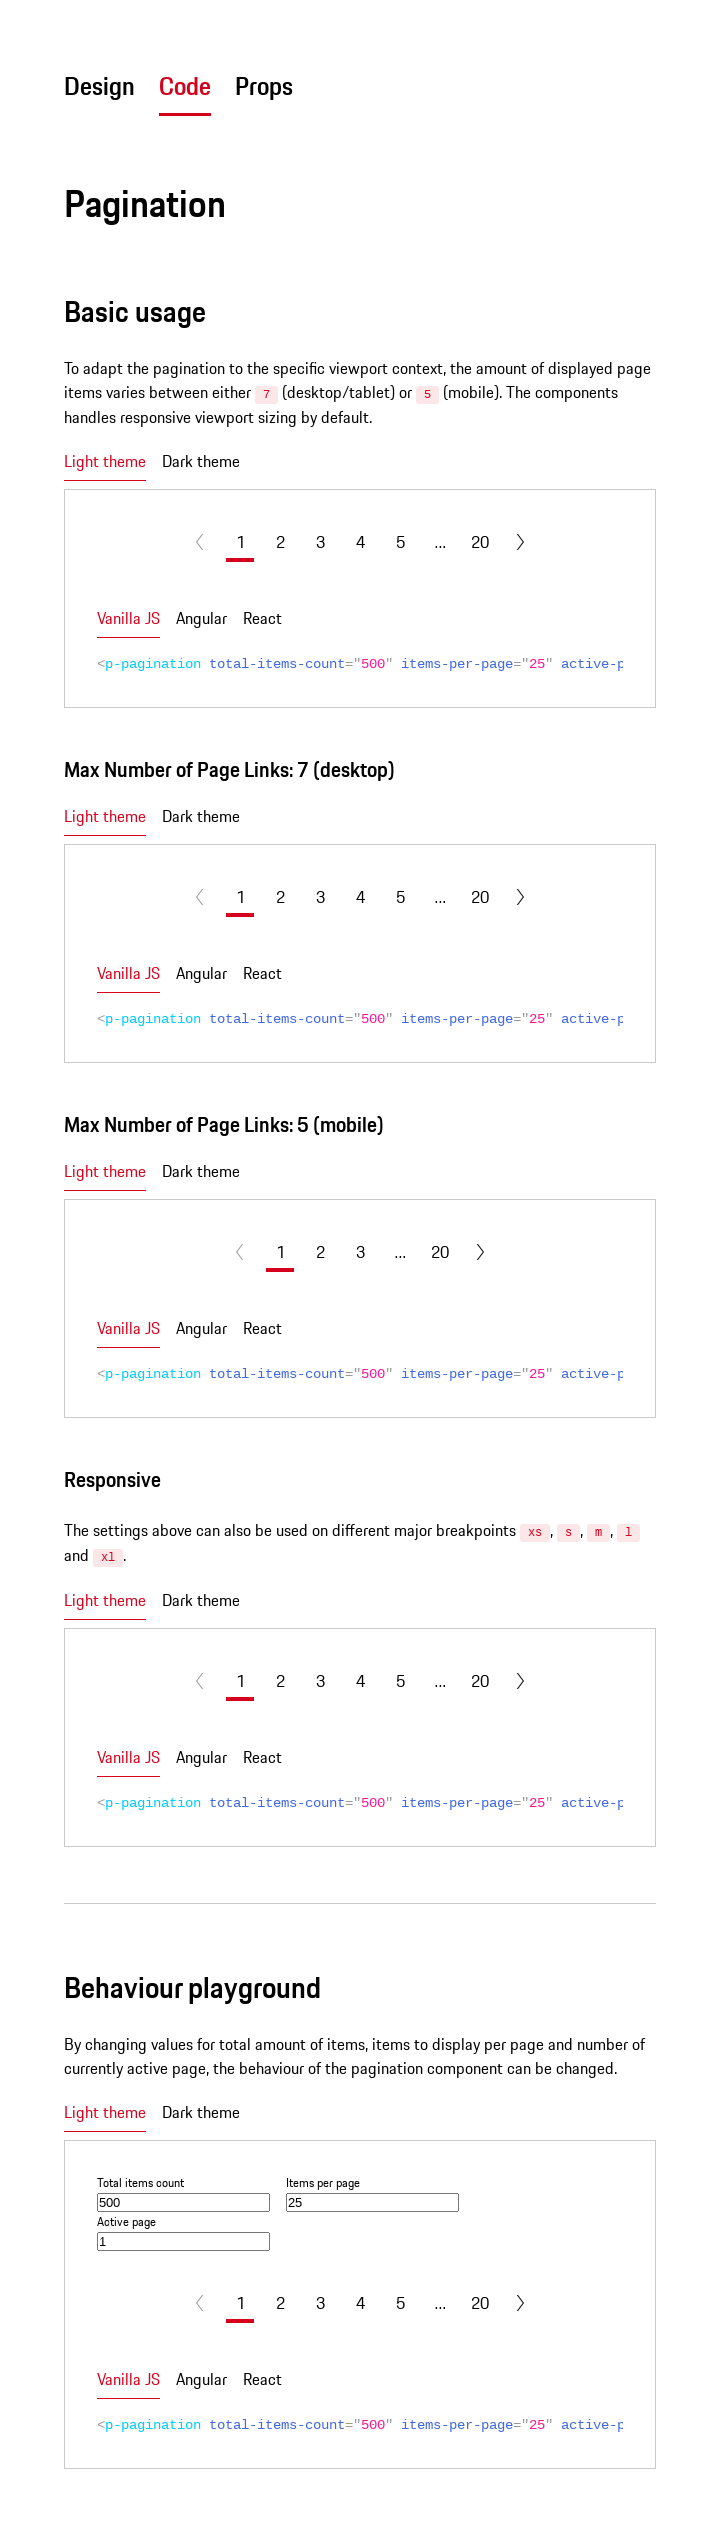 Design Code Props
Pagination
Basic usage
To adapt the pagination to the specific viewport context, the amount of displayed page
items varies between either 7 (desktop/tablet) or 5 (mobile). The components
handles responsive viewport sizing by default.
Light theme Dark theme
1 2 3 4 5 ... 20
Vanilla JS Angular React
<p-pagination total-items-count="500" items-per-page="25" active-p
Max Number of Page Links: 7 (desktop)
Light theme Dark theme
1 2 3 4 5 ... 20
Vanilla JS Angular React
<p-pagination total-items-count="500" items-per-page="25" active-p
Max Number of Page Links: 5 (mobile)
Light theme Dark theme
1 2 3 ... 20
Vanilla JS Angular React
<p-pagination total-items-count="500" items-per-page="25" active-p
Responsive
The settings above can also be used on different major breakpoints xs, s, m, l
and xl.
Light theme Dark theme
1 2 3 4 5 ... 20
Vanilla JS Angular React
<p-pagination total-items-count="500" items-per-page="25" active-p
Behaviour playground
By changing values for total amount of items, items to display per page and number of
currently active page, the behaviour of the pagination component can be changed.
Light theme Dark theme
Total items count Items per page
500 25
Active page
1
1 2 3 4 5 ... 20
Vanilla JS Angular React
<p-pagination total-items-count="500" items-per-page="25" active-p